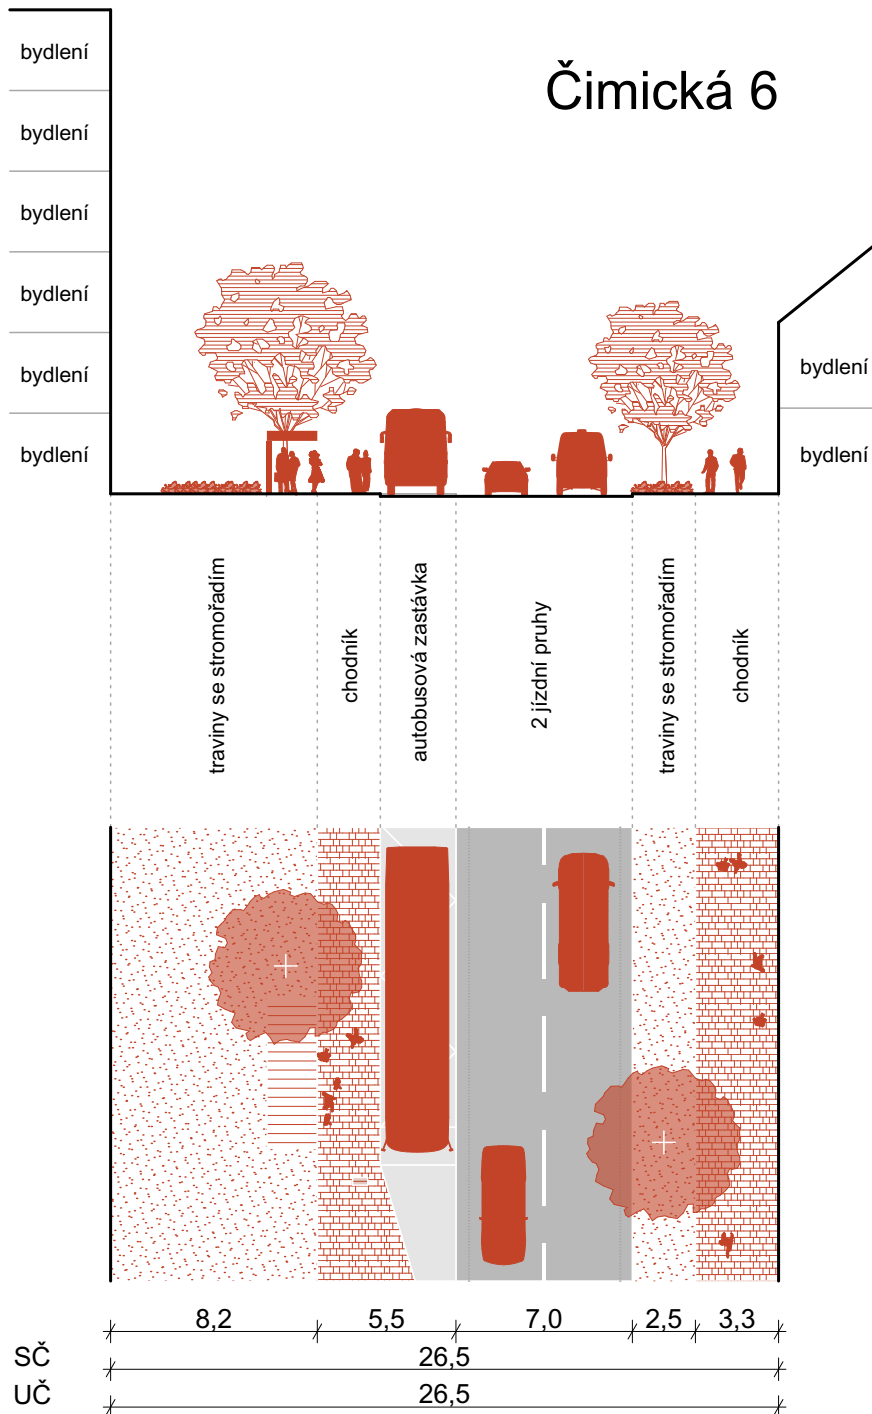 Čimická 6
bydlení
bydlení
bydlení
bydlení
bydlení
bydlení
bydlení
bydlení
traviny se stromořadím
chodník
autobusová zastávka
2 jízdní pruhy
traviny se stromořadím
chodník
8,2 5,5 7,0 2,5 3,3
SČ 26,5
UČ 26,5